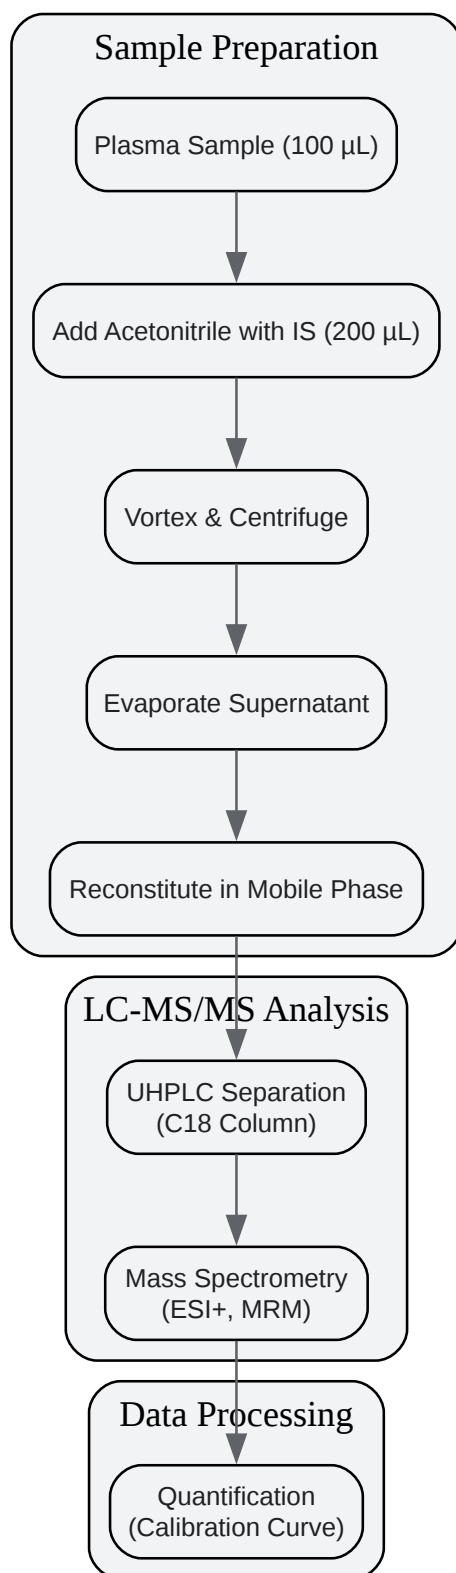 Sample Preparation
Plasma Sample (100 µL)
Add Acetonitrile with IS (200 µL)
Vortex & Centrifuge
Evaporate Supernatant
Reconstitute in Mobile Phase
LC-MS/MS Analysis
UHPLC Separation
(C18 Column)
Mass Spectrometry
(ESI+, MRM)
Data Processing
Quantification
(Calibration Curve)